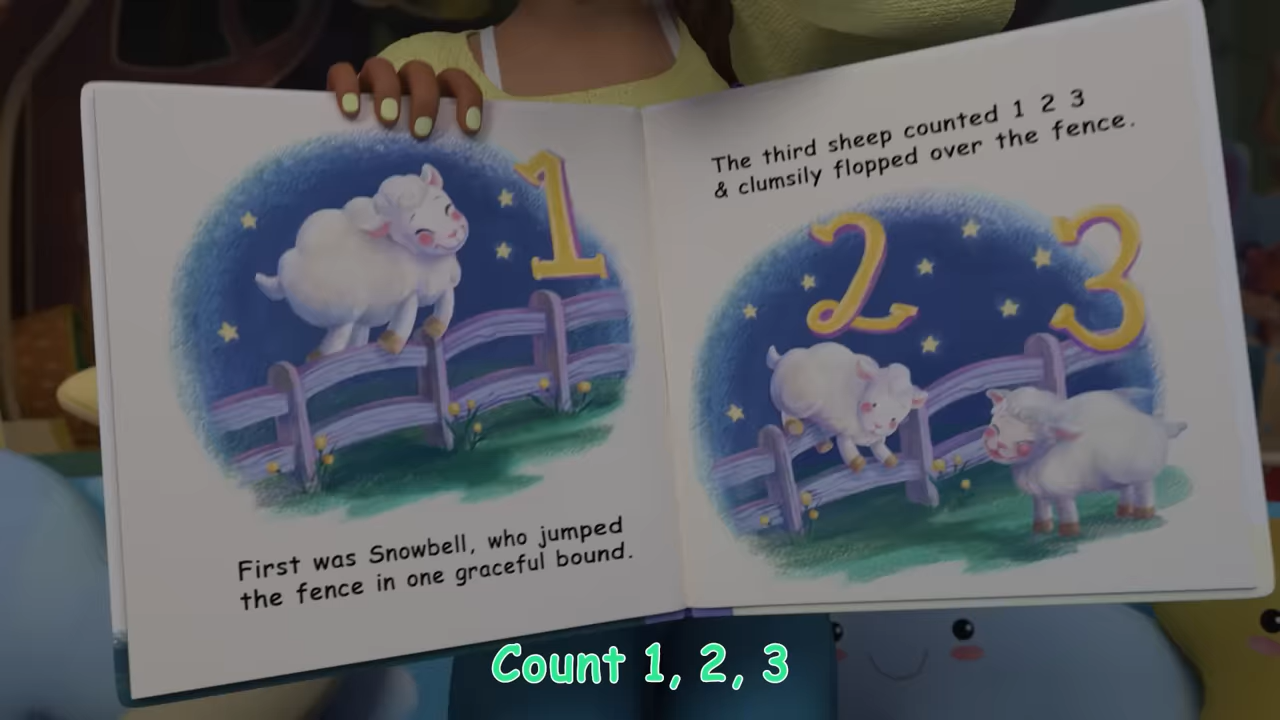 1
First was Snowbell, who jumped
the fence in one graceful bound.
The third sheep counted 1 2 3
& clumsily flopped over the fence.
2 3
Count 1, 2, 3